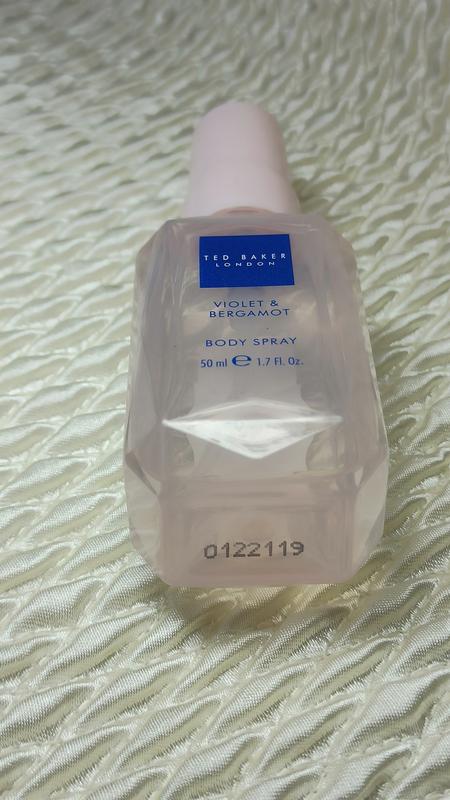 TED BAKER
LONDON
VIOLET &
BERGAMOT
BODY SPRAY
50 ml ℮ 1.7 Fl. Oz.
0122119